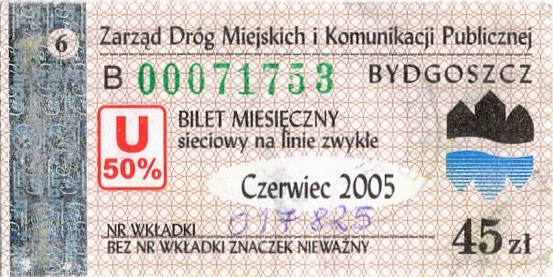 6
Zarząd Dróg Miejskich i Komunikacji Publicznej
B 00071753 BYDGOSZCZ
U
50%
BILET MIESIĘCZNY
sieciowy na linie zwykłe
Czerwiec 2005
NR WKŁADKI 017825
BEZ NR WKŁADKI ZNACZEK NIEWAŻNY
45 zł